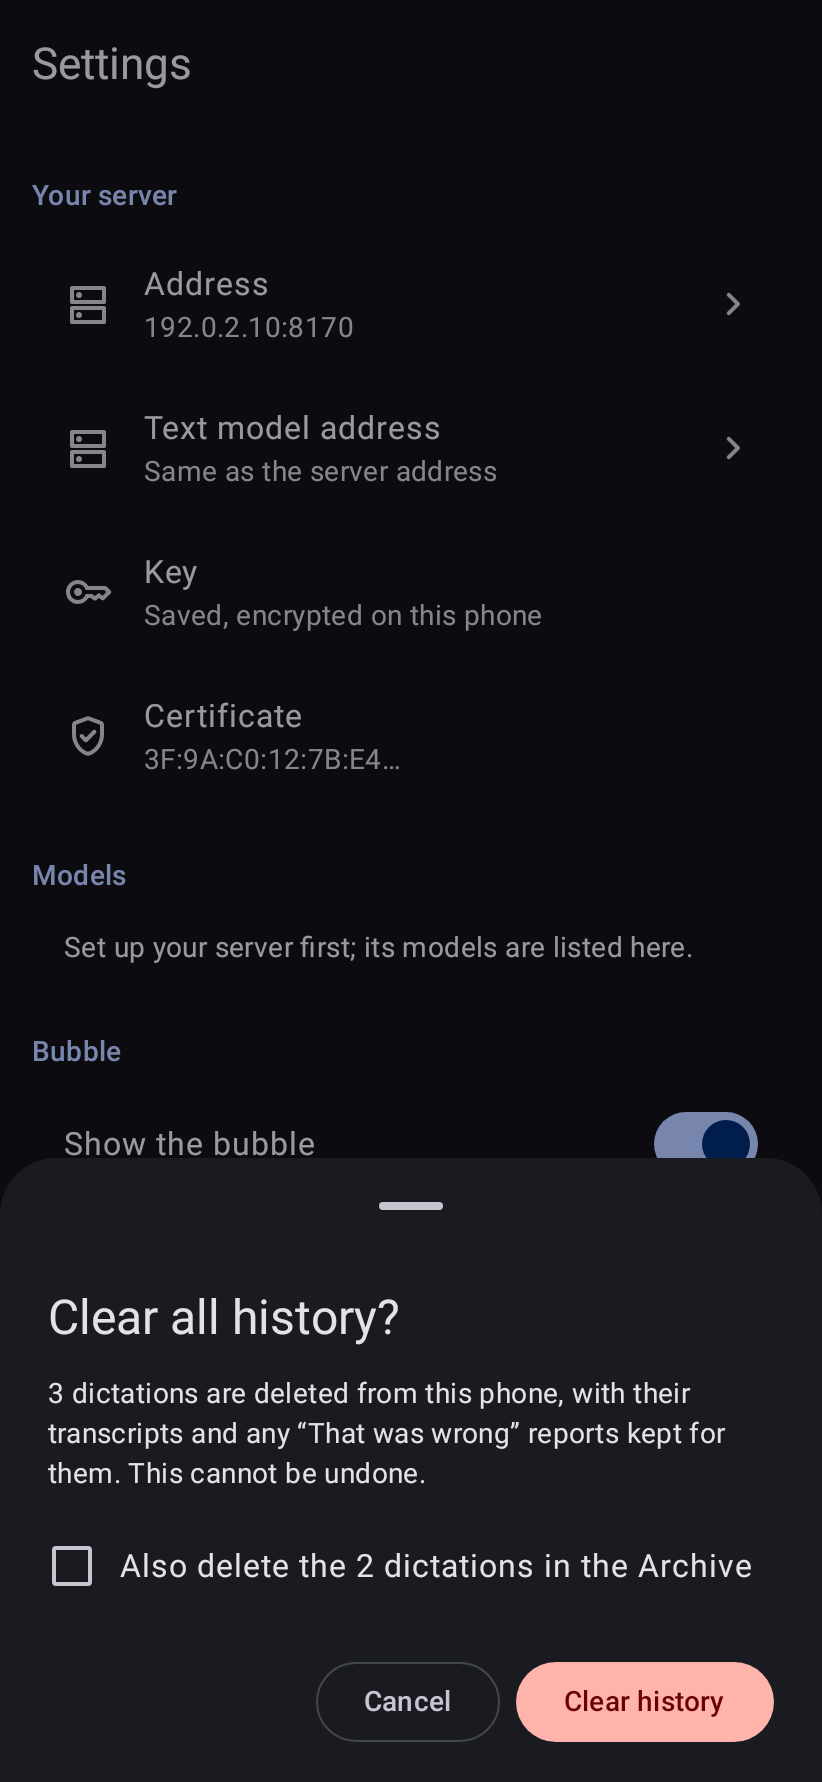 Settings
Your server
Address
192.0.2.10:8170
Text model address
Same as the server address
Key
Saved, encrypted on this phone
Certificate
3F:9A:C0:12:7B:E4…
Models
Set up your server first; its models are listed here.
Bubble
Show the bubble
Clear all history?
3 dictations are deleted from this phone, with their
transcripts and any “That was wrong” reports kept for
them. This cannot be undone.
Also delete the 2 dictations in the Archive
Cancel
Clear history